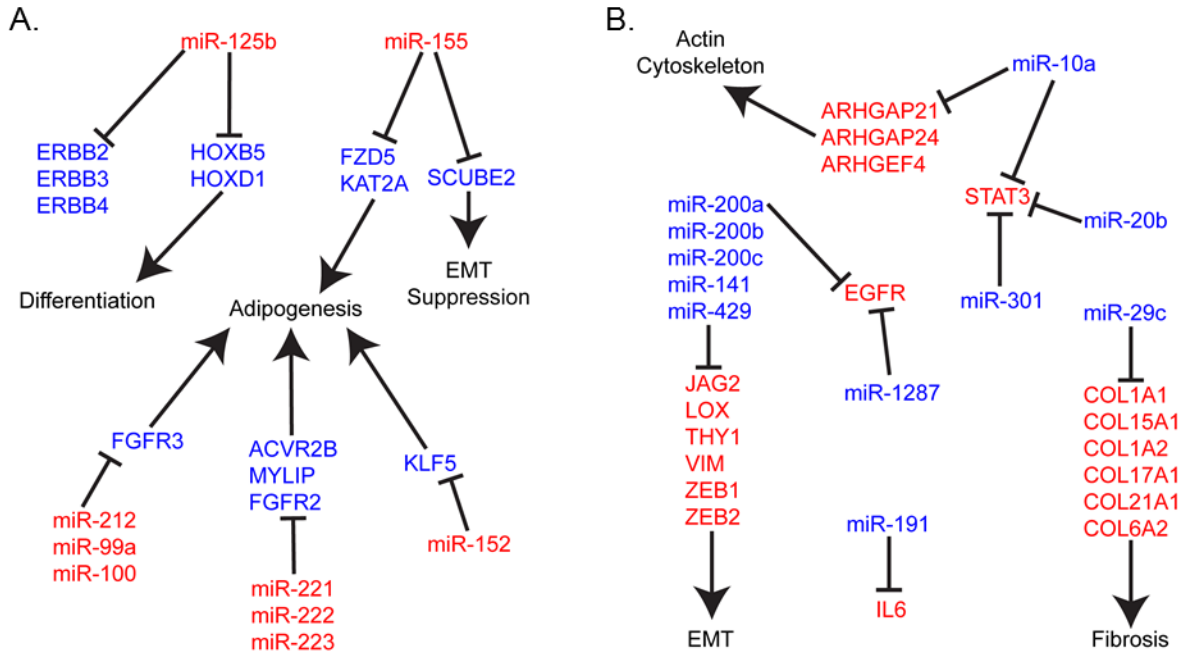 A.
miR-125b
miR-155
ERBB2
ERBB3
ERBB4
HOXB5
HOXD1
FZD5
KAT2A
SCUBE2
Differentiation
Adipogenesis
EMT
Suppression
FGFR3
ACVR2B
MYLIP
FGFR2
KLF5
miR-212
miR-99a
miR-100
miR-221
miR-222
miR-223
miR-152
B.
Actin
Cytoskeleton
miR-10a
ARHGAP21
ARHGAP24
ARHGEF4
STAT3
miR-20b
miR-301
miR-200a
miR-200b
miR-200c
miR-141
miR-429
EGFR
miR-1287
miR-29c
JAG2
LOX
THY1
VIM
ZEB1
ZEB2
EMT
miR-191
IL6
COL1A1
COL15A1
COL1A2
COL17A1
COL21A1
COL6A2
Fibrosis